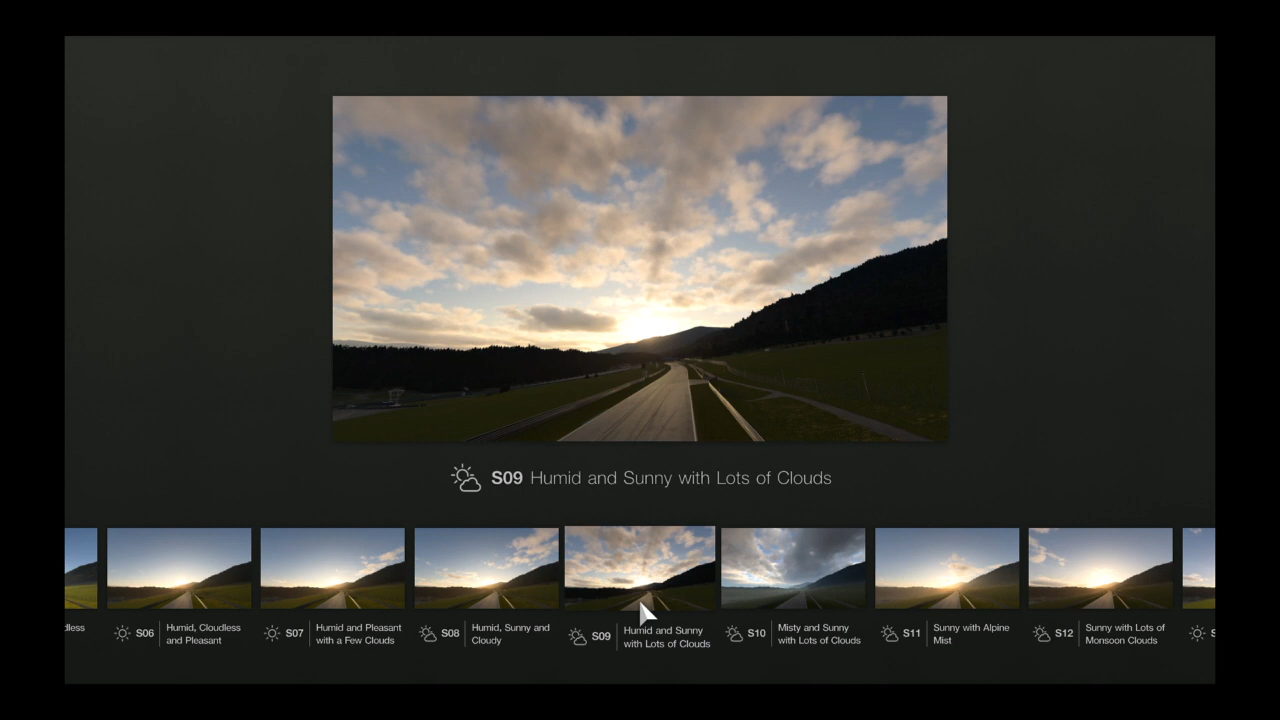 S09 Humid and Sunny with Lots of Clouds
S06 Humid, Cloudless
and Pleasant
S07 Humid and Pleasant
with a Few Clouds
S08 Humid, Sunny and
Cloudy
S09 Humid and Sunny
with Lots of Clouds
S10 Misty and Sunny
with Lots of Clouds
S11 Sunny with Alpine
Mist
S12 Sunny with Lots of
Monsoon Clouds